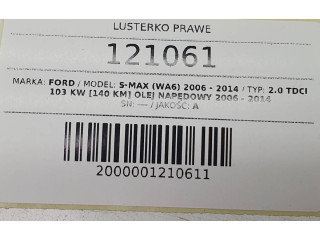 LUSTERKO PRAWE
121061
MARKA: FORD / MODEL: S-MAX (WA6) 2006 - 2014 / TYP: 2.0 TDCI
103 KW [140 KM] OLEJ NAPĘDOWY 2006 - 2014
SN: --- / JAKOŚĆ: A
2000001210611